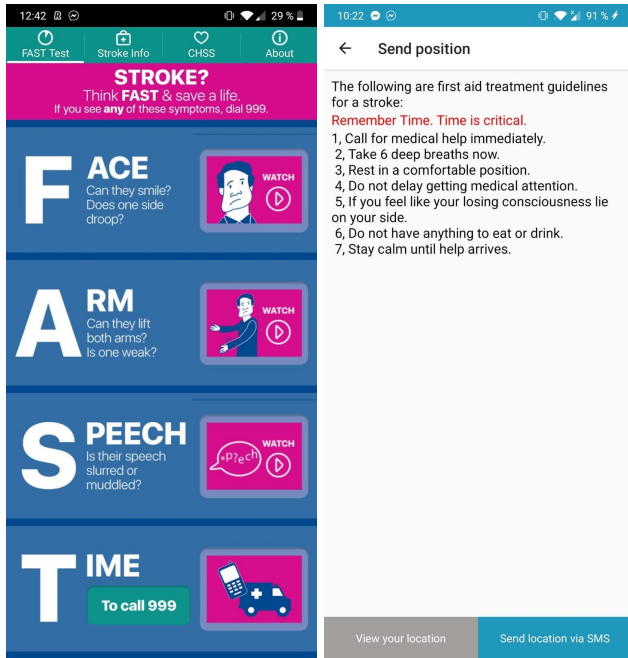 12:42
29 %
FAST Test
Stroke Info
CHSS
About
STROKE?
Think FAST & save a life.
If you see any of these symptoms, dial 999.
FACE
Can they smile?
Does one side
droop?
WATCH
ARM
Can they lift
both arms?
Is one weak?
WATCH
SPEECH
Is their speech
slurred or
muddled?
*P?ech
WATCH
TIME
To call 999
10:22
91 %
Send position
The following are first aid treatment guidelines
for a stroke:
Remember Time. Time is critical.
1, Call for medical help immediately.
2, Take 6 deep breaths now.
3, Rest in a comfortable position.
4, Do not delay getting medical attention.
5, If you feel like your losing consciousness lie
on your side.
6, Do not have anything to eat or drink.
7, Stay calm until help arrives.
View your location
Send location via SMS